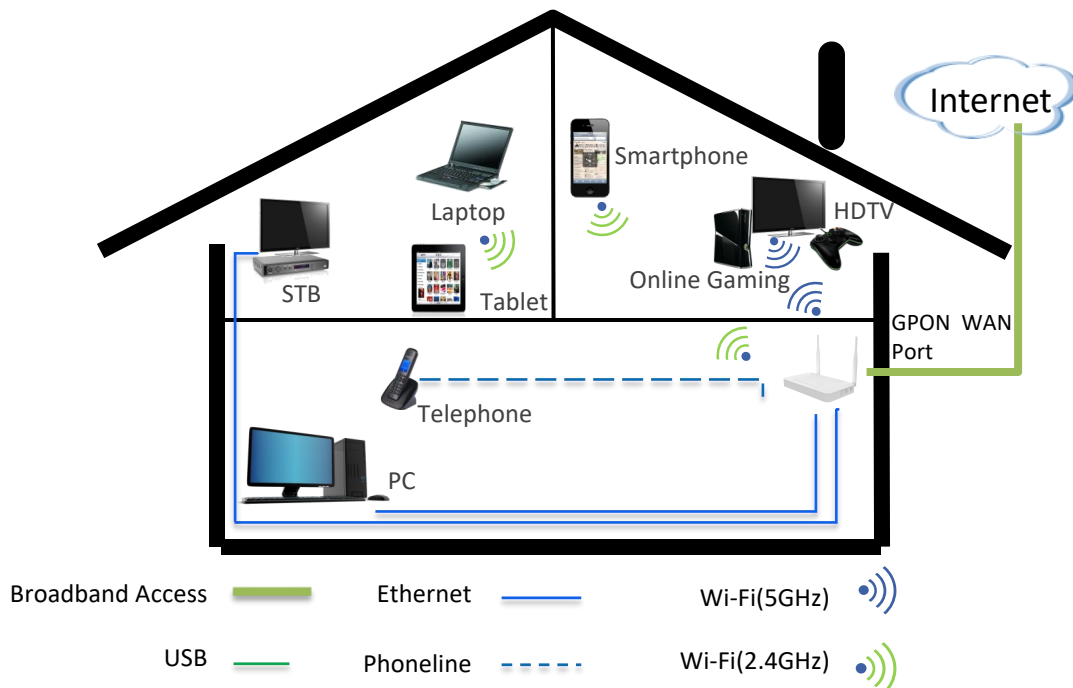 Internet
Smartphone
Laptop
HDTV
STB
Tablet
Online Gaming
GPON WAN
Port
Telephone
PC
Broadband Access
Ethernet
Wi-Fi(5GHz)
USB
Phoneline
Wi-Fi(2.4GHz)